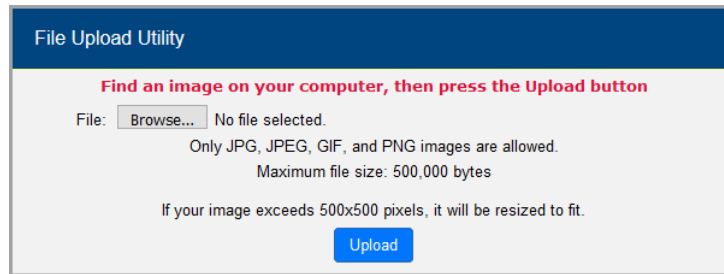 File Upload Utility
Find an image on your computer, then press the Upload button
File: Browse... No file selected.
Only JPG, JPEG, GIF, and PNG images are allowed.
Maximum file size: 500,000 bytes
If your image exceeds 500x500 pixels, it will be resized to fit.
Upload